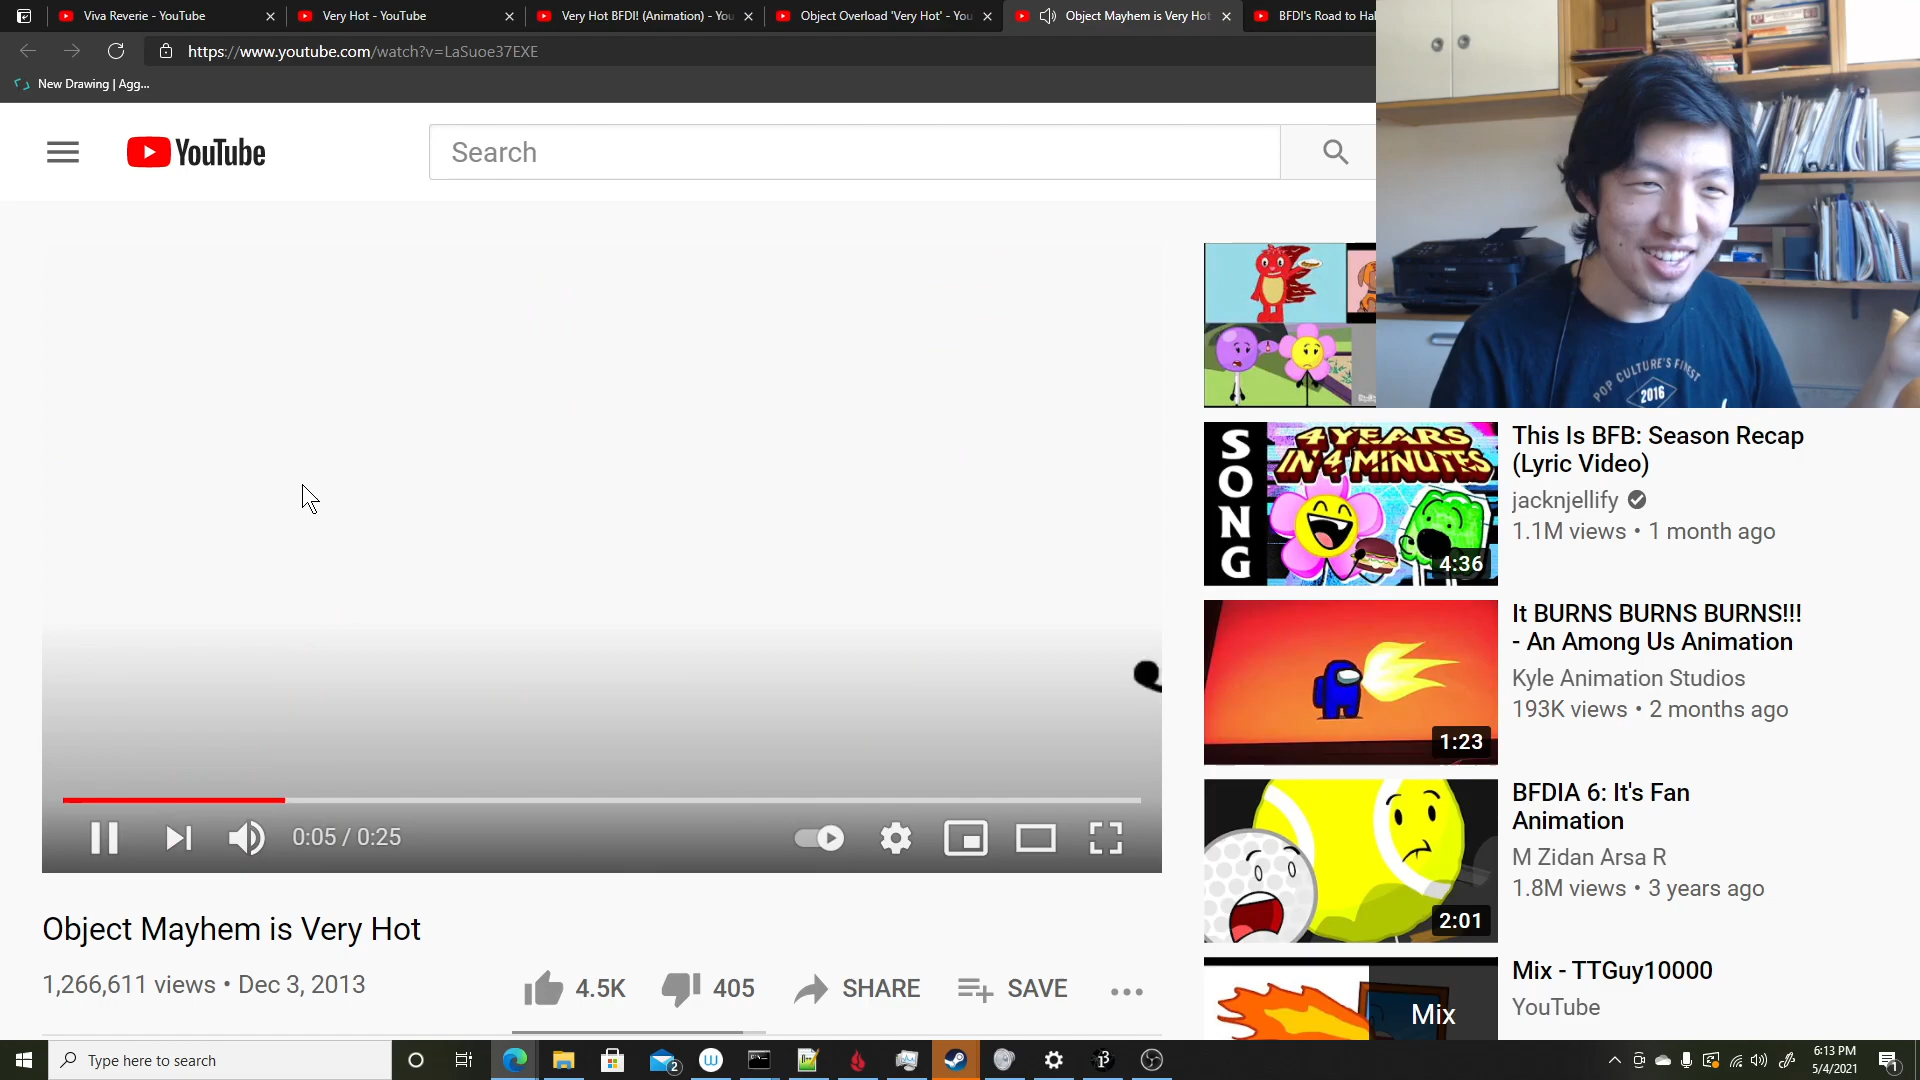 Viva Reverie - YouTube
Very Hot - YouTube
Very Hot BFDI! (Animation) - You
Object Overload 'Very Hot' - You
Object Mayhem is Very Hot
BFDI's Road to Hal
https://www.youtube.com/watch?v=LaSuoe37EXE
New Drawing | Agg...
YouTube
Search
POP CULTURE'S FINEST
2016
0:05 / 0:25
Object Mayhem is Very Hot
1,266,611 views • Dec 3, 2013
4.5K
405
SHARE
SAVE
SONG
4 YEARS
IN 4 MINUTES
4:36
This Is BFB: Season Recap
(Lyric Video)
jacknjellify
1.1M views • 1 month ago
1:23
It BURNS BURNS BURNS!!!
- An Among Us Animation
Kyle Animation Studios
193K views • 2 months ago
2:01
BFDIA 6: It's Fan
Animation
M Zidan Arsa R
1.8M views • 3 years ago
Mix
Mix - TTGuy10000
YouTube
Type here to search
2
6:13 PM
5/4/2021
1